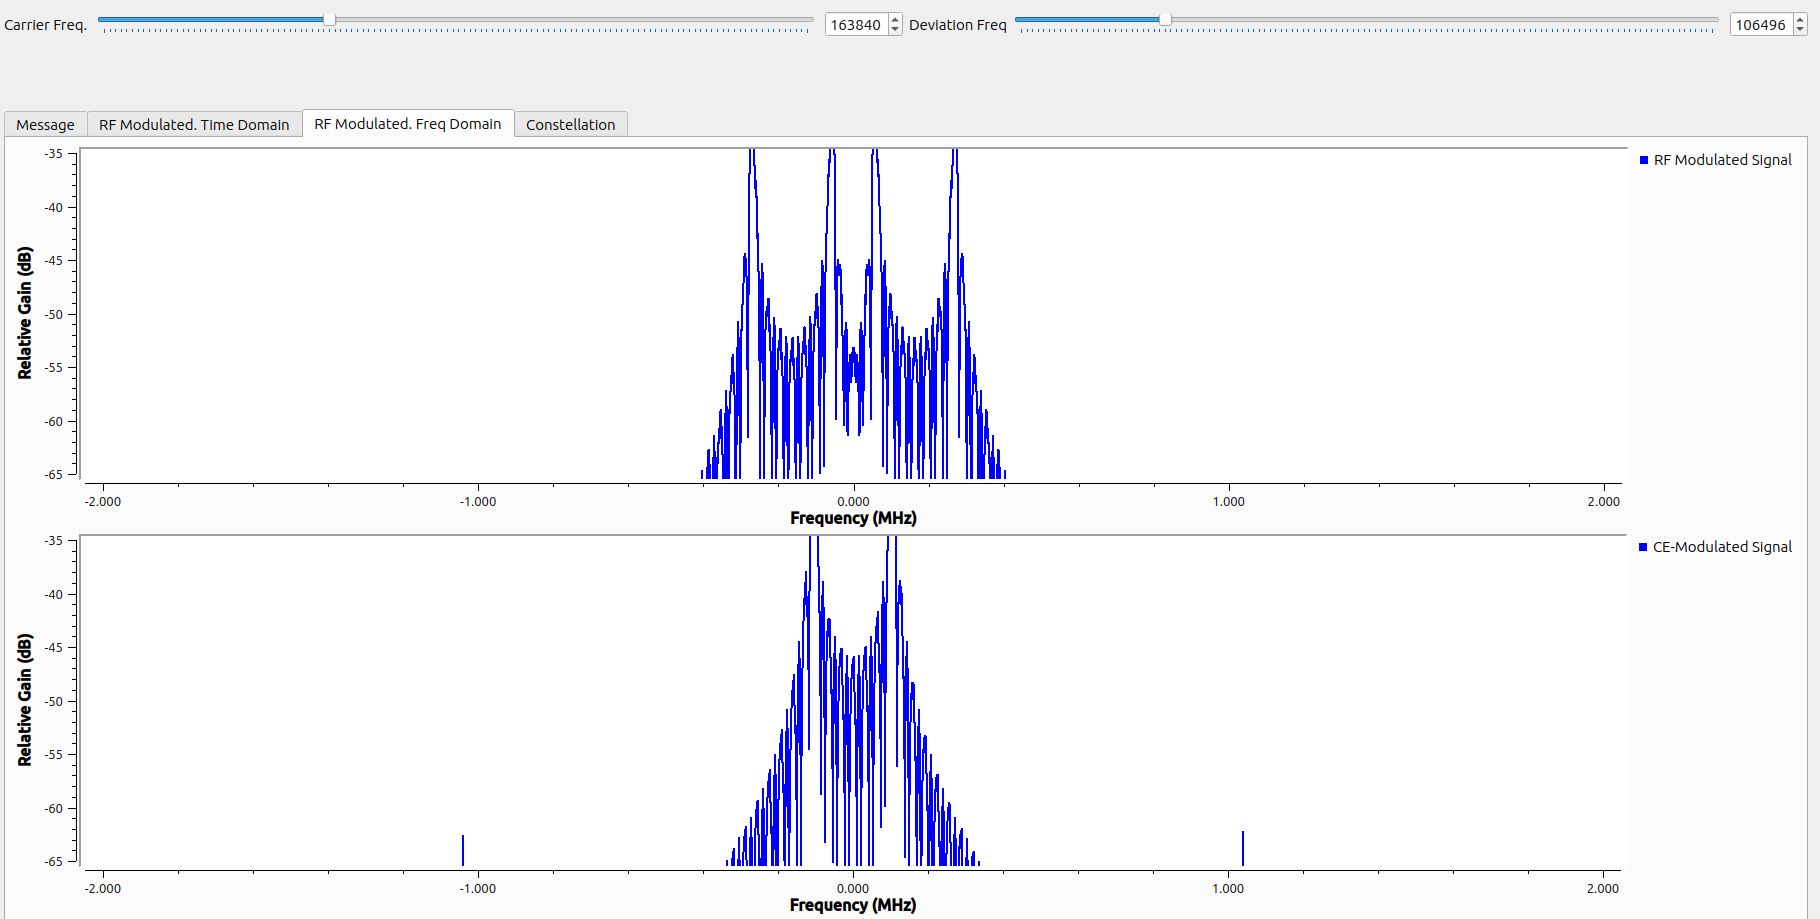 Carrier Freq. 163840 Deviation Freq 106496
Message RF Modulated. Time Domain RF Modulated. Freq Domain Constellation
-35
-40
-45
-50
-55
-60
-65
Relative Gain (dB)
RF Modulated Signal
-2.000 -1.000 0.000 1.000 2.000
Frequency (MHz)
-35
-40
-45
-50
-55
-60
-65
Relative Gain (dB)
CE-Modulated Signal
-2.000 -1.000 0.000 1.000 2.000
Frequency (MHz)